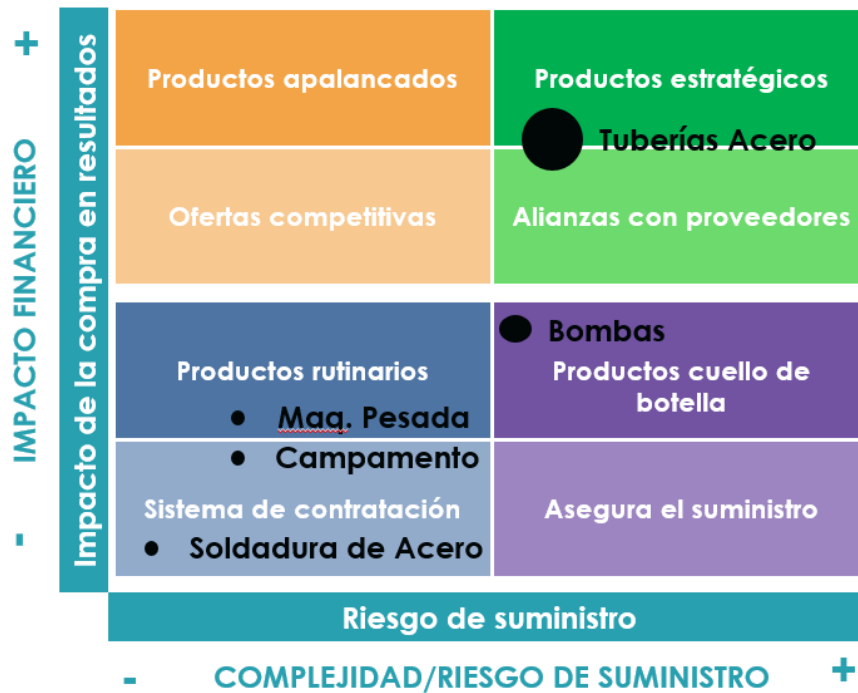 +
IMPACTO FINANCIERO
-
Impacto de la compra en resultados
Productos apalancados
Productos estratégicos
Tuberías Acero
Ofertas competitivas
Alianzas con proveedores
Bombas
Productos rutinarios
Productos cuello de
botella
• Maq. Pesada
• Campamento
Sistema de contratación
Asegura el suministro
• Soldadura de Acero
Riesgo de suministro
- COMPLEJIDAD/RIESGO DE SUMINISTRO +